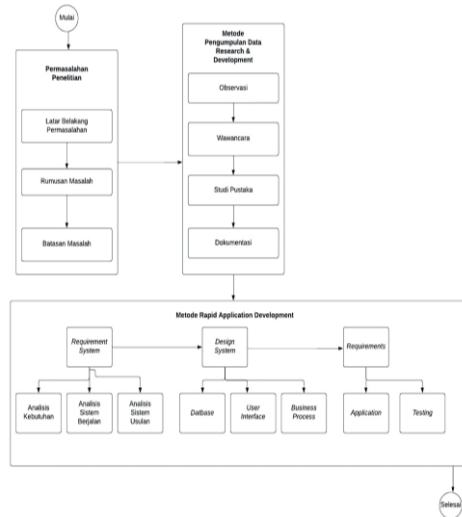 Mulai
Permasalahan
Penelitian
Latar Belakang
Permasalahan
Rumusan Masalah
Batasan Masalah
Metode
Pengumpulan Data
Research &
Development
Observasi
Wawancara
Studi Pustaka
Dokumentasi
Metode Rapid Application Development
Requirement
System
Design
System
Requirements
Analisis
Kebutuhan
Analisis
Sistem
Berjalan
Analisis
Sistem
Usulan
Datbase
User
Interface
Business
Process
Application
Testing
Selesai